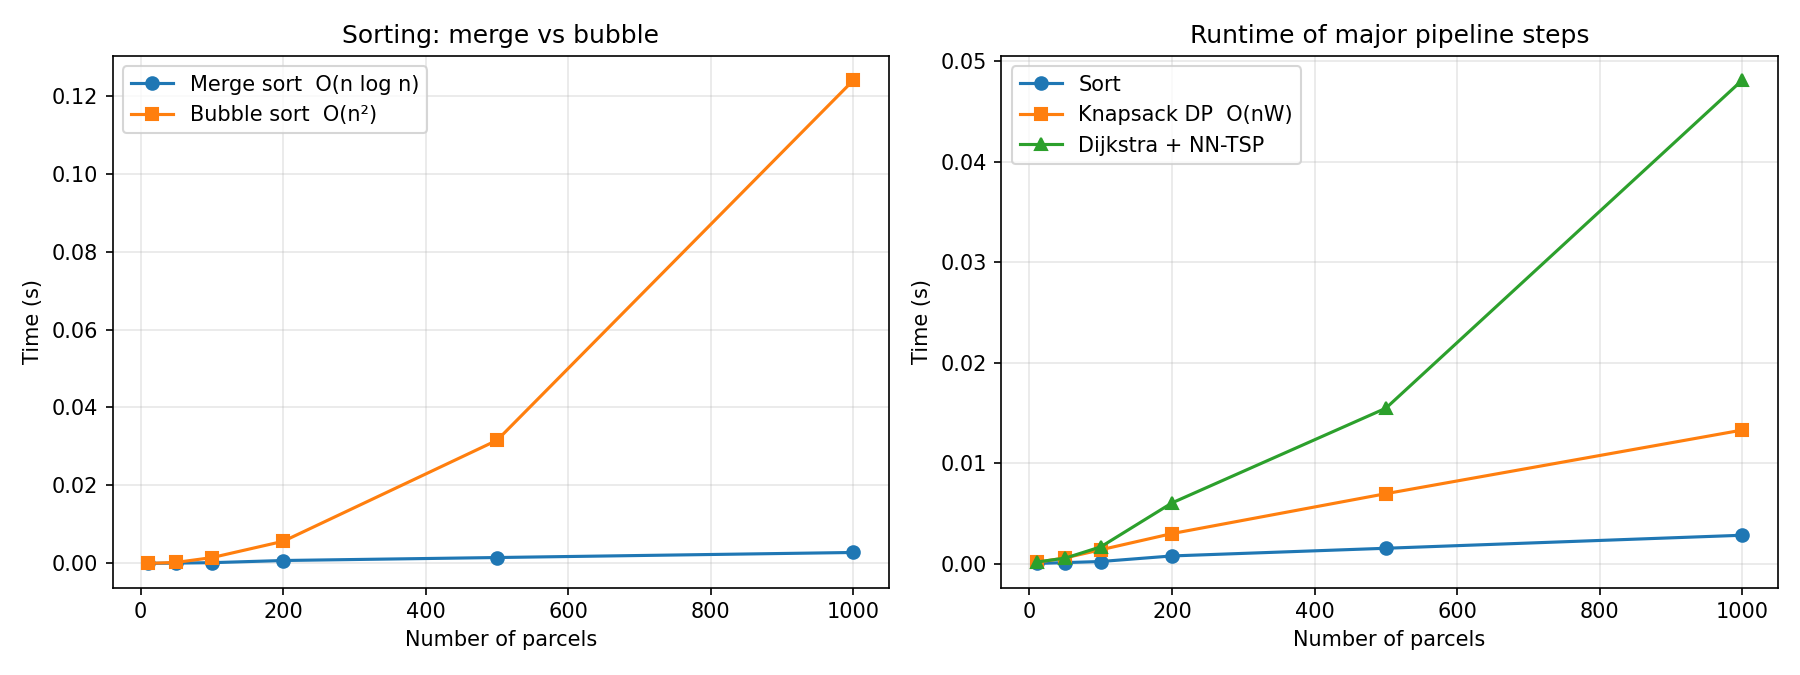 Sorting: merge vs bubble
Merge sort  O(n log n)
Bubble sort  O(n²)
0.12
0.10
0.08
0.06
0.04
0.02
0.00
Time (s)
0 200 400 600 800 1000
Number of parcels
Runtime of major pipeline steps
Sort
Knapsack DP  O(nW)
Dijkstra + NN-TSP
0.05
0.04
0.03
0.02
0.01
0.00
Time (s)
0 200 400 600 800 1000
Number of parcels